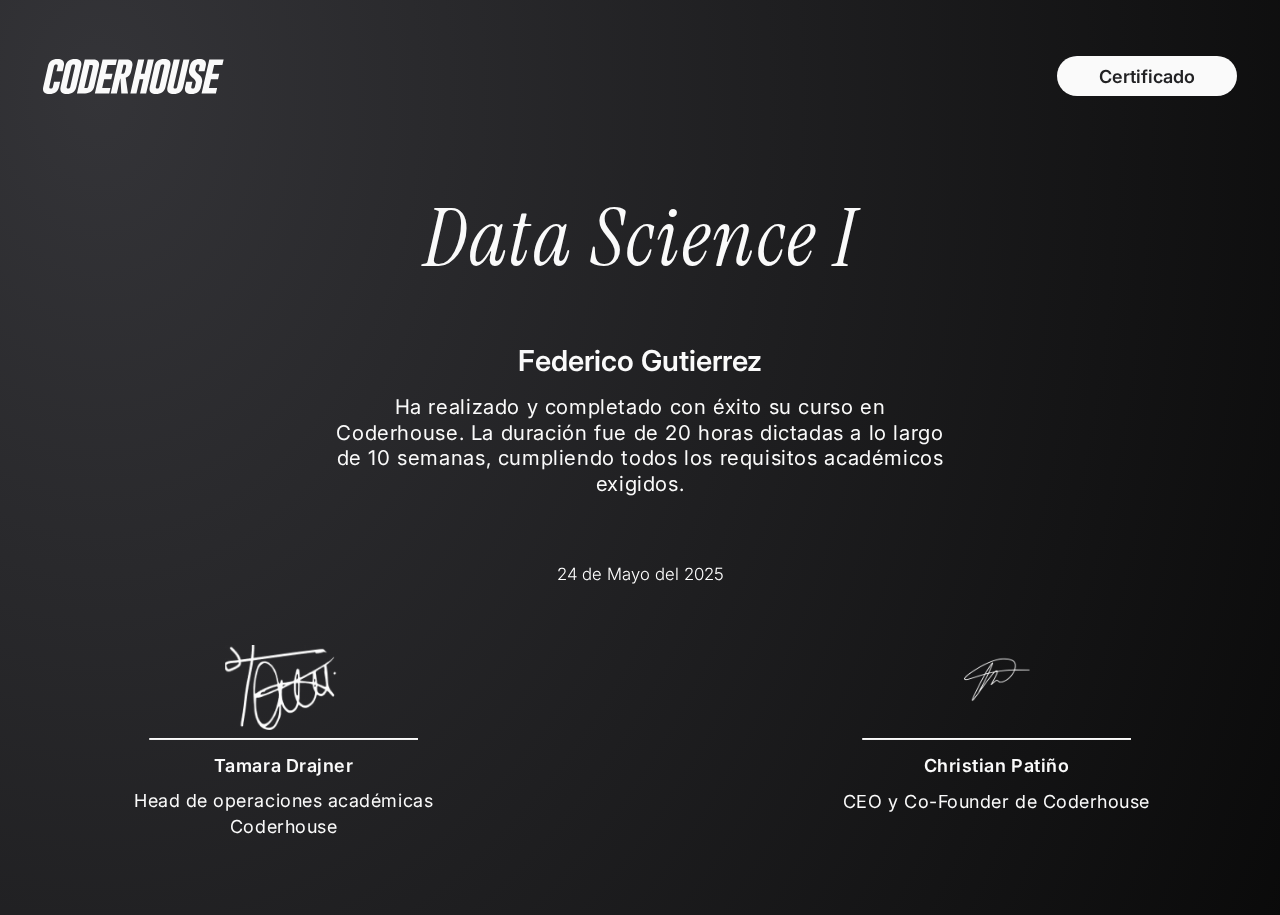 CODERHOUSE
Certificado
Data Science I
Federico Gutierrez
Ha realizado y completado con éxito su curso en
Coderhouse. La duración fue de 20 horas dictadas a lo largo
de 10 semanas, cumpliendo todos los requisitos académicos
exigidos.
24 de Mayo del 2025
Tamara Drajner
Head de operaciones académicas
Coderhouse
Christian Patiño
CEO y Co-Founder de Coderhouse